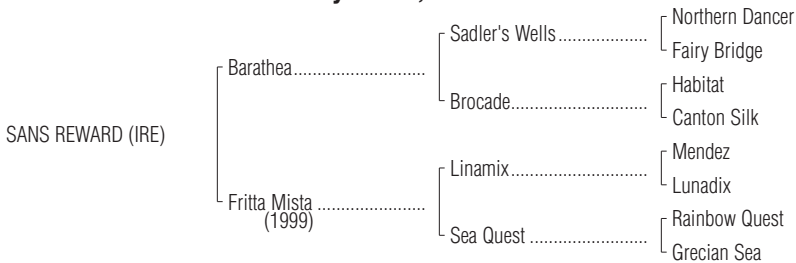 Northern Dancer
Sadler's Wells
Fairy Bridge
Barathea
Habitat
Brocade
Canton Silk
SANS REWARD (IRE)
Mendez
Linamix
Lunadix
Fritta Mista
(1999)
Rainbow Quest
Sea Quest
Grecian Sea